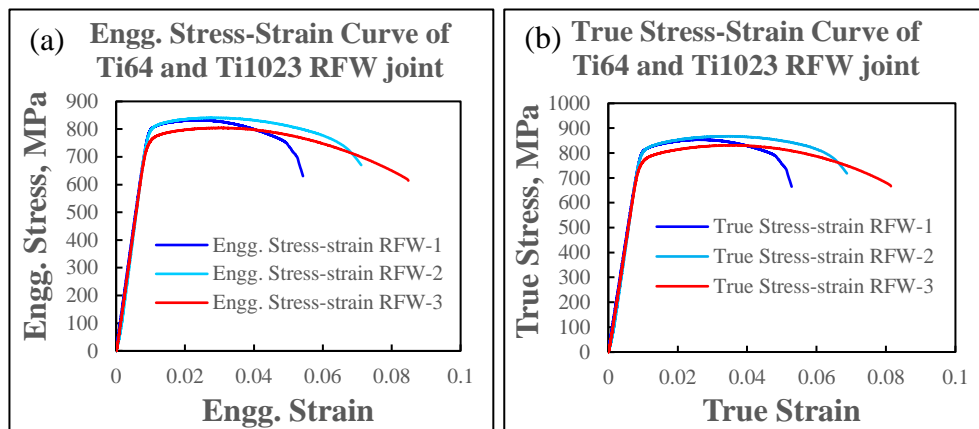 (a) Engg. Stress-Strain Curve of
Ti64 and Ti1023 RFW joint
Engg. Stress, MPa
900
800
700
600
500
400
300
200
100
0
Engg. Stress-strain RFW-1
Engg. Stress-strain RFW-2
Engg. Stress-strain RFW-3
0 0.02 0.04 0.06 0.08 0.1
Engg. Strain
(b) True Stress-Strain Curve of
Ti64 and Ti1023 RFW joint
True Stress, MPa
1000
900
800
700
600
500
400
300
200
100
0
True Stress-strain RFW-1
True Stress-strain RFW-2
True Stress-strain RFW-3
0 0.02 0.04 0.06 0.08 0.1
True Strain